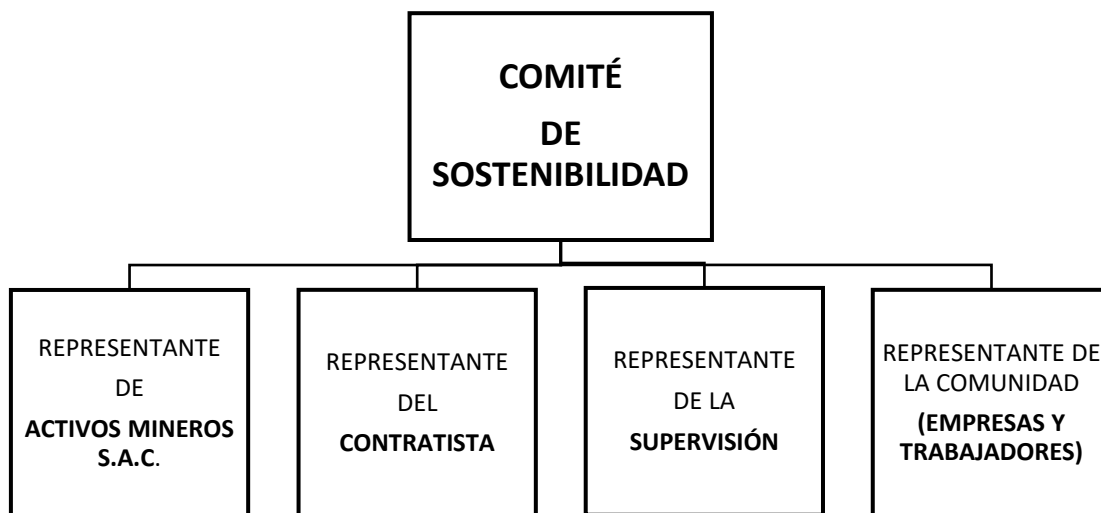 COMITÉ
DE
SOSTENIBILIDAD
REPRESENTANTE
DE
ACTIVOS MINEROS
S.A.C.
REPRESENTANTE
DEL
CONTRATISTA
REPRESENTANTE
DE LA
SUPERVISIÓN
REPRESENTANTE DE
LA COMUNIDAD
(EMPRESAS Y
TRABAJADORES)